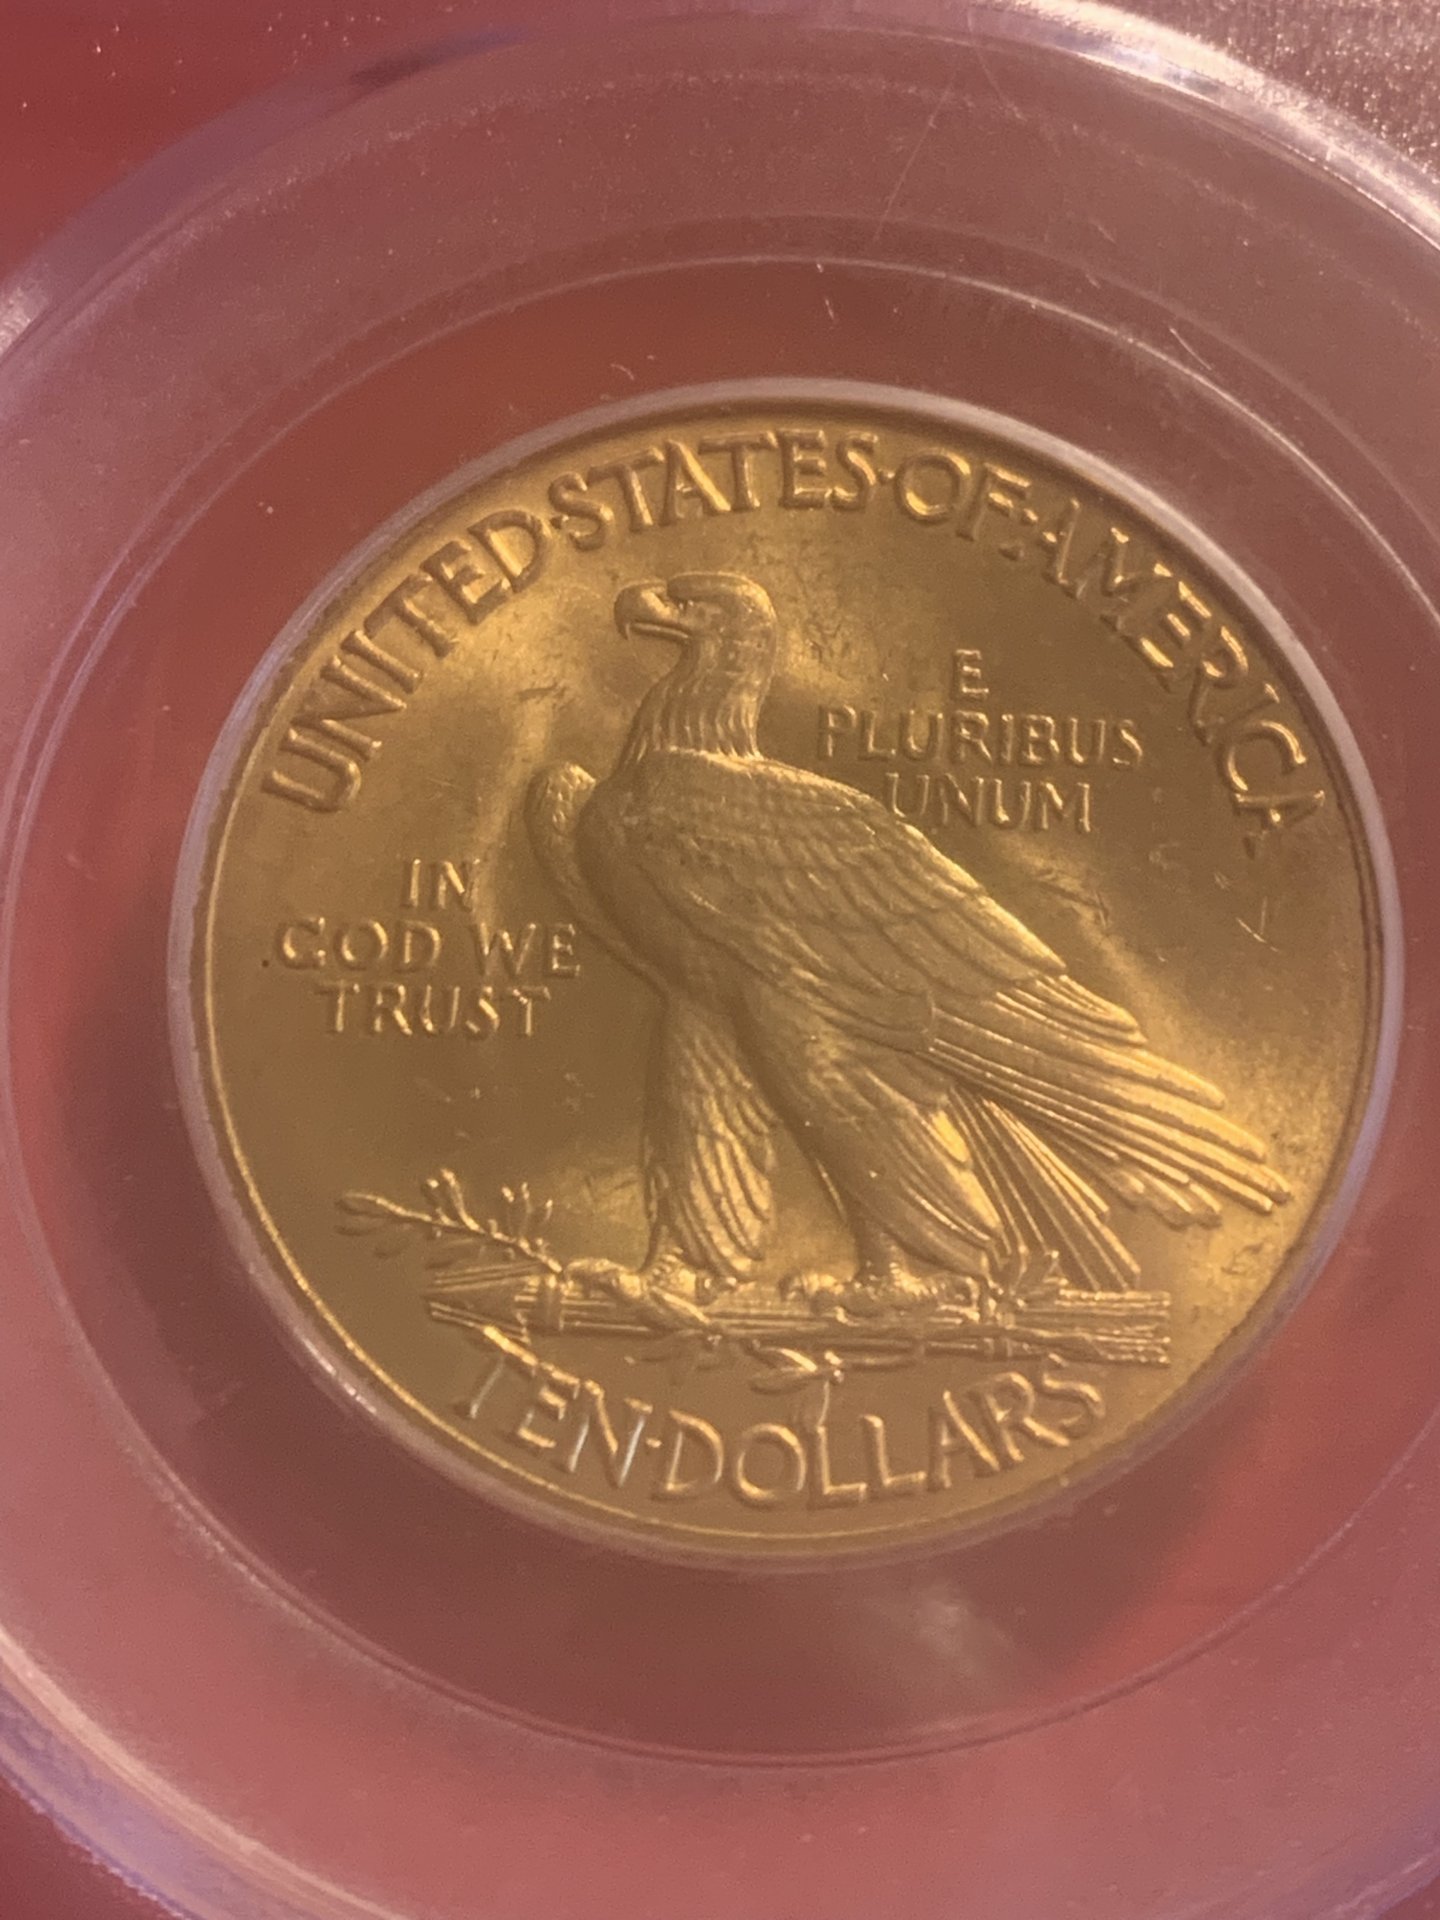 UNITED·STATES·OF·AMERICA
E
PLURIBUS
UNUM
IN
GOD WE
TRUST
TEN·DOLLARS